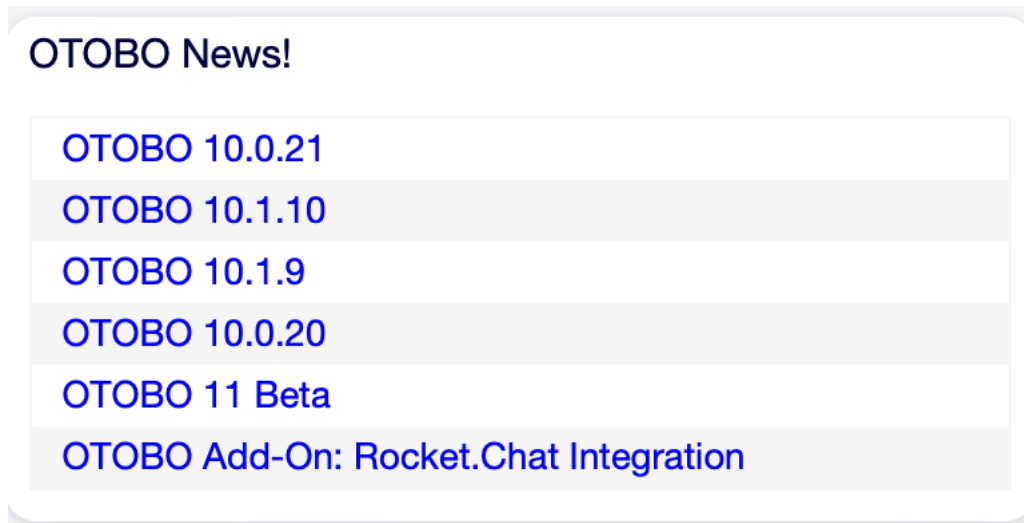 OTOBO News!
OTOBO 10.0.21
OTOBO 10.1.10
OTOBO 10.1.9
OTOBO 10.0.20
OTOBO 11 Beta
OTOBO Add-On: Rocket.Chat Integration